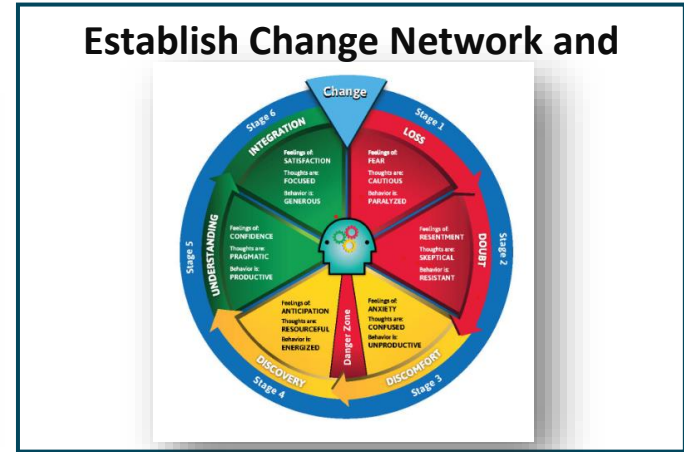 Establish Change Network and
Change
Stage 1
LOSS
Feelings of:
FEAR
Thoughts are:
CAUTIOUS
Behavior is:
PARALYZED
Stage 2
DOUBT
Feelings of:
RESENTMENT
Thoughts are:
SKEPTICAL
Behavior is:
RESISTANT
Stage 3
DISCOMFORT
Feelings of:
ANXIETY
Thoughts are:
CONFUSED
Behavior is:
UNPRODUCTIVE
Danger Zone
Stage 4
DISCOVERY
Feelings of:
ANTICIPATION
Thoughts are:
RESOURCEFUL
Behavior is:
ENERGIZED
Stage 5
UNDERSTANDING
Feelings of:
CONFIDENCE
Thoughts are:
PRAGMATIC
Behavior is:
PRODUCTIVE
Stage 6
INTEGRATION
Feelings of:
SATISFACTION
Thoughts are:
FOCUSED
Behavior is:
GENEROUS